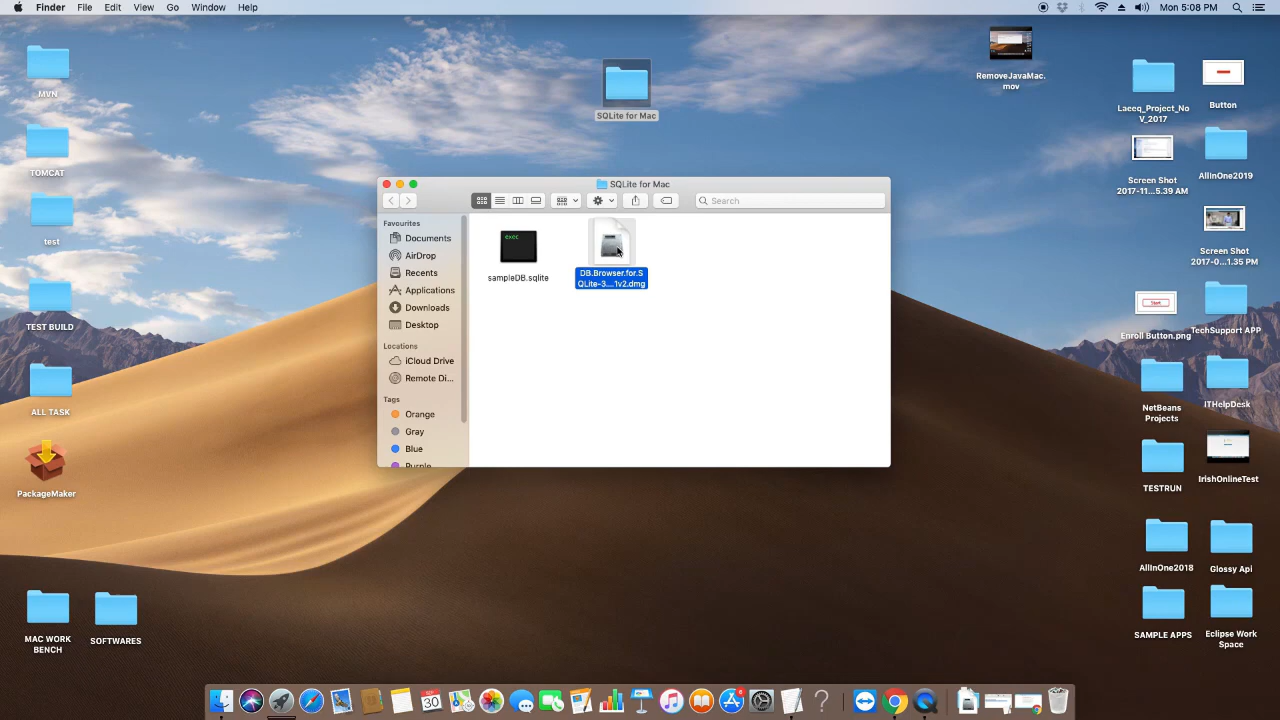 Finder File Edit View Go Window Help
Mon 5:08 PM
MVN
TOMCAT
test
TEST BUILD
ALL TASK
PackageMaker
MAC WORK
BENCH
SOFTWARES
SQLite for Mac
RemoveJavaMac.
mov
Laeeq_Project_No
V_2017
Button
Screen Shot
2017-11...5.39 AM
AllInOne2019
Screen Shot
2017-0...1.35 PM
Enroll Button.png
TechSupport APP
NetBeans
Projects
ITHelpDesk
TESTRUN
IrishOnlineTest
AllInOne2018
Glossy Api
SAMPLE APPS
Eclipse Work
Space
SQLite for Mac
Search
Favourites
Documents
AirDrop
Recents
Applications
Downloads
Desktop
Locations
iCloud Drive
Remote Di...
Tags
Orange
Gray
Blue
Purple
exec
sampleDB.sqlite
DB.Browser.for.S
QLite-3....1v2.dmg
30